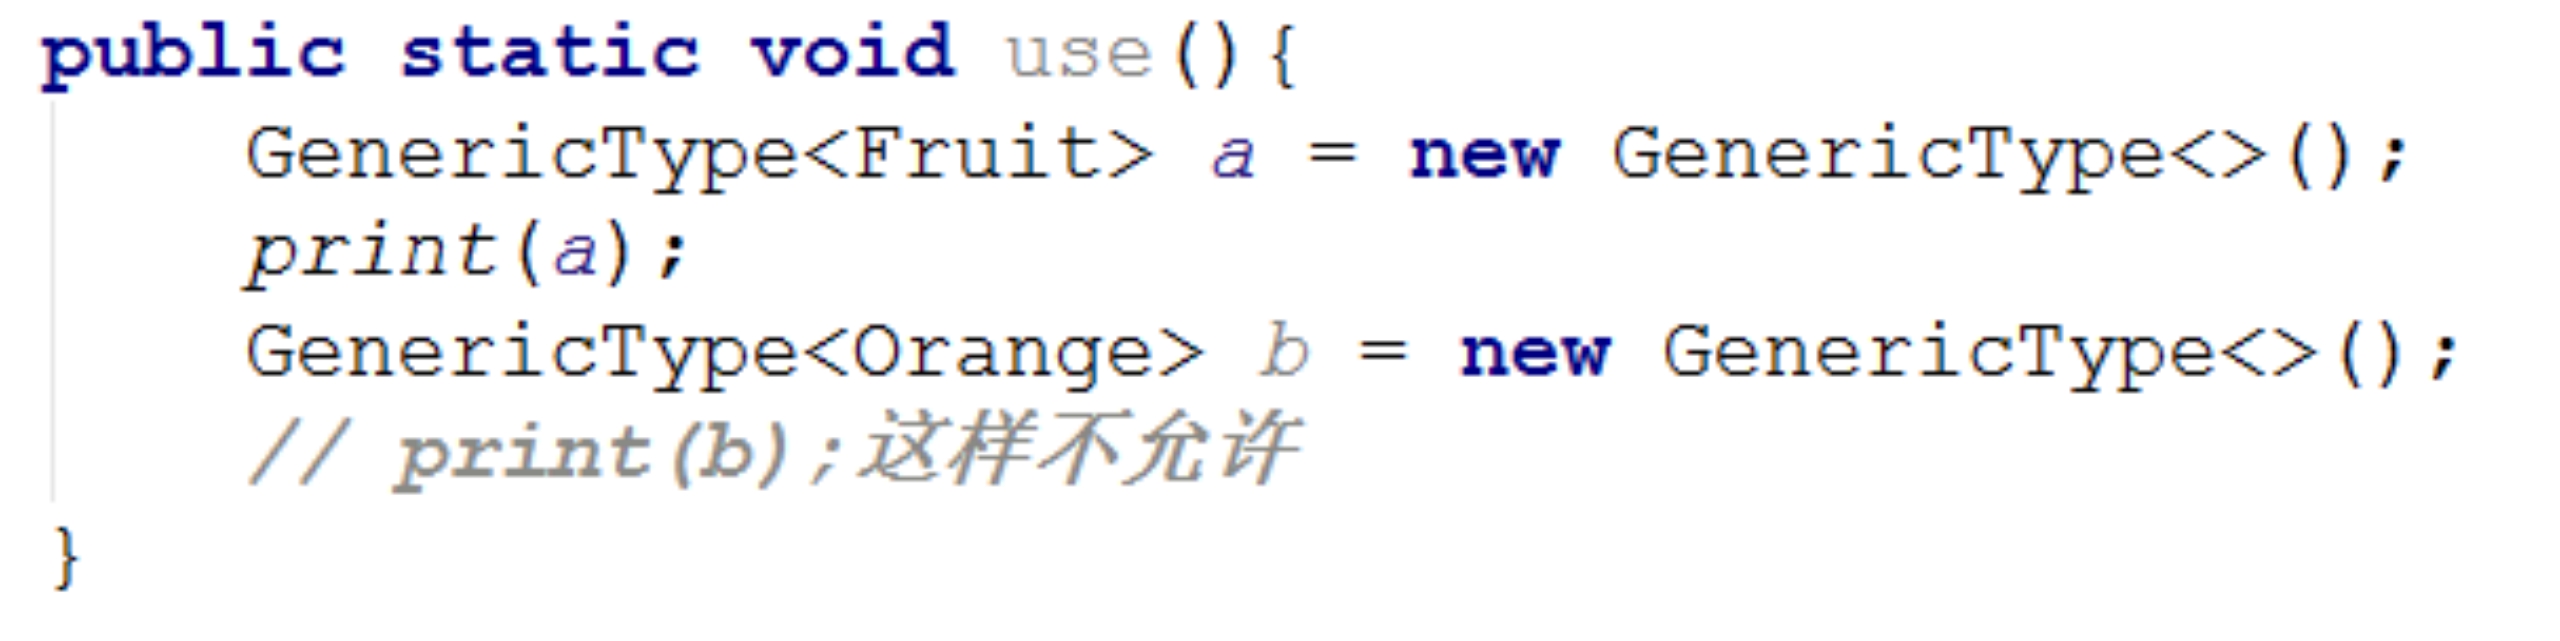 public static void use(){
    GenericType<Fruit> a = new GenericType<>();
    print(a);
    GenericType<Orange> b = new GenericType<>();
    // print(b);这样不允许
}